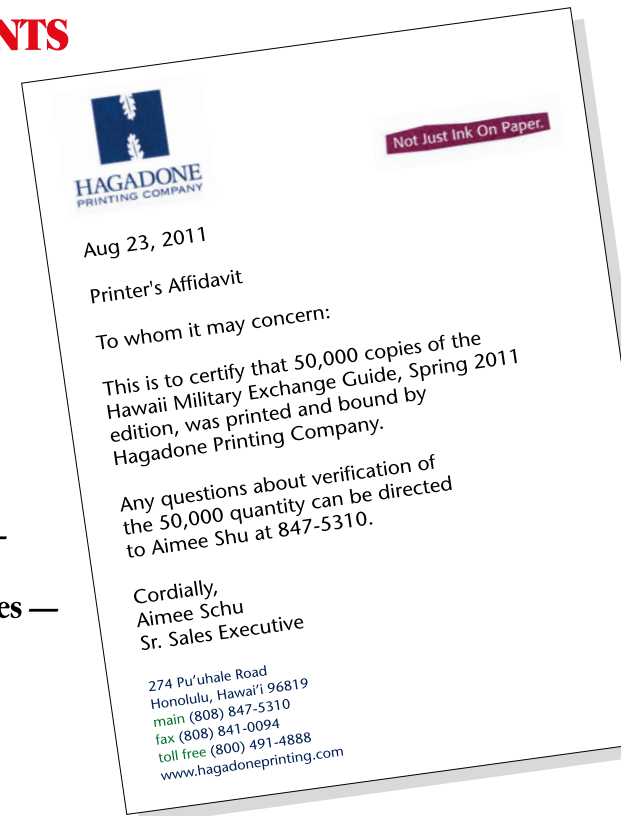 NTS
HAGADONE
PRINTING COMPANY
Not Just Ink On Paper.
Aug 23, 2011
Printer's Affidavit
To whom it may concern:
This is to certify that 50,000 copies of the
Hawaii Military Exchange Guide, Spring 2011
edition, was printed and bound by
Hagadone Printing Company.
Any questions about verification of
the 50,000 quantity can be directed
to Aimee Shu at 847-5310.
Cordially,
Aimee Schu
Sr. Sales Executive
–
es —
274 Pu’uhale Road
Honolulu, Hawai’i 96819
main (808) 847-5310
fax (808) 841-0094
toll free (800) 491-4888
www.hagadoneprinting.com